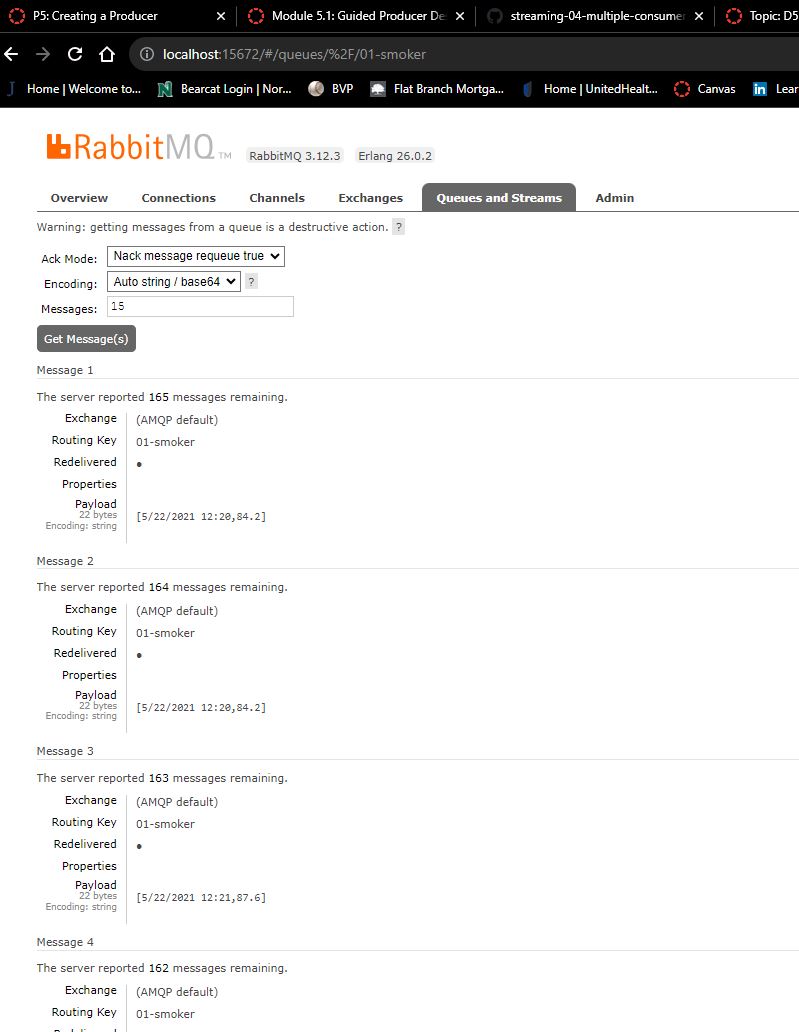 P5: Creating a Producer
Module 5.1: Guided Producer De
streaming-04-multiple-consumer
Topic: D5
localhost:15672/#/queues/%2F/01-smoker
Home | Welcome to...
Bearcat Login | Nor...
BVP
Flat Branch Mortga...
Home | UnitedHealt...
Canvas
Lear
RabbitMQ TM
RabbitMQ 3.12.3
Erlang 26.0.2
Overview
Connections
Channels
Exchanges
Queues and Streams
Admin
Warning: getting messages from a queue is a destructive action. ?
Ack Mode: Nack message requeue true
Encoding: Auto string / base64 ?
Messages: 15
Get Message(s)
Message 1
The server reported 165 messages remaining.
Exchange (AMQP default)
Routing Key 01-smoker
Redelivered ●
Properties
Payload
22 bytes
Encoding: string
[5/22/2021 12:20,84.2]
Message 2
The server reported 164 messages remaining.
Exchange (AMQP default)
Routing Key 01-smoker
Redelivered ●
Properties
Payload
22 bytes
Encoding: string
[5/22/2021 12:20,84.2]
Message 3
The server reported 163 messages remaining.
Exchange (AMQP default)
Routing Key 01-smoker
Redelivered ●
Properties
Payload
22 bytes
Encoding: string
[5/22/2021 12:21,87.6]
Message 4
The server reported 162 messages remaining.
Exchange (AMQP default)
Routing Key 01-smoker